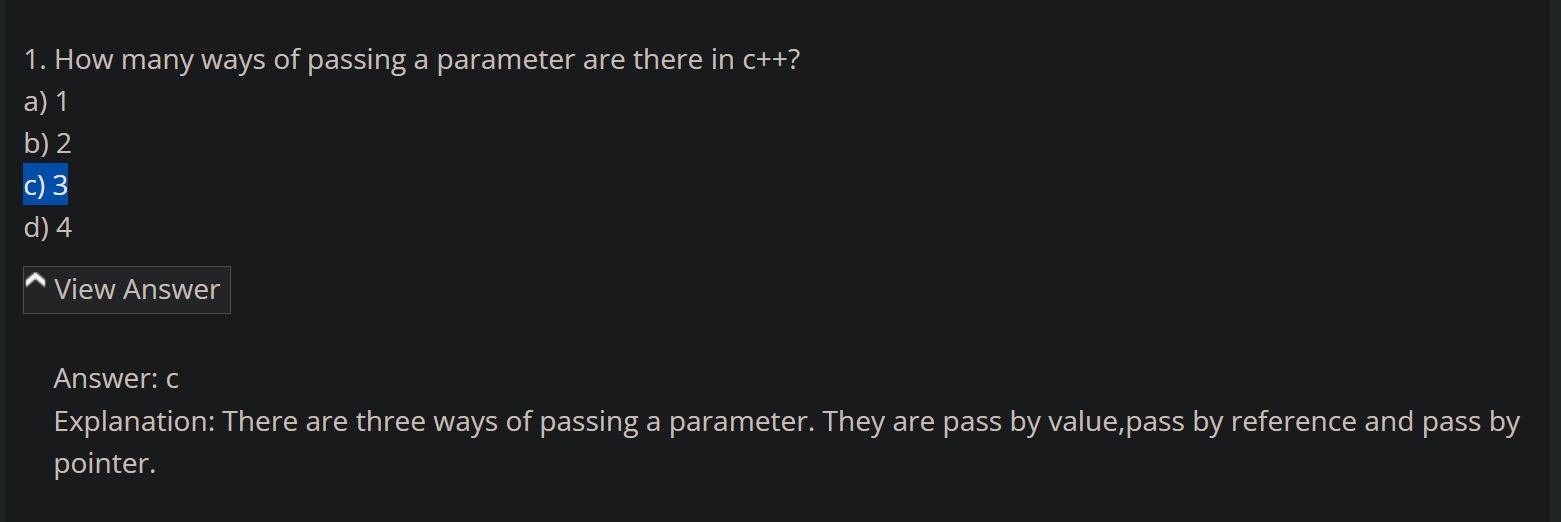 1. How many ways of passing a parameter are there in c++?
a) 1
b) 2
c) 3
d) 4
View Answer
Answer: c
Explanation: There are three ways of passing a parameter. They are pass by value,pass by reference and pass by
pointer.